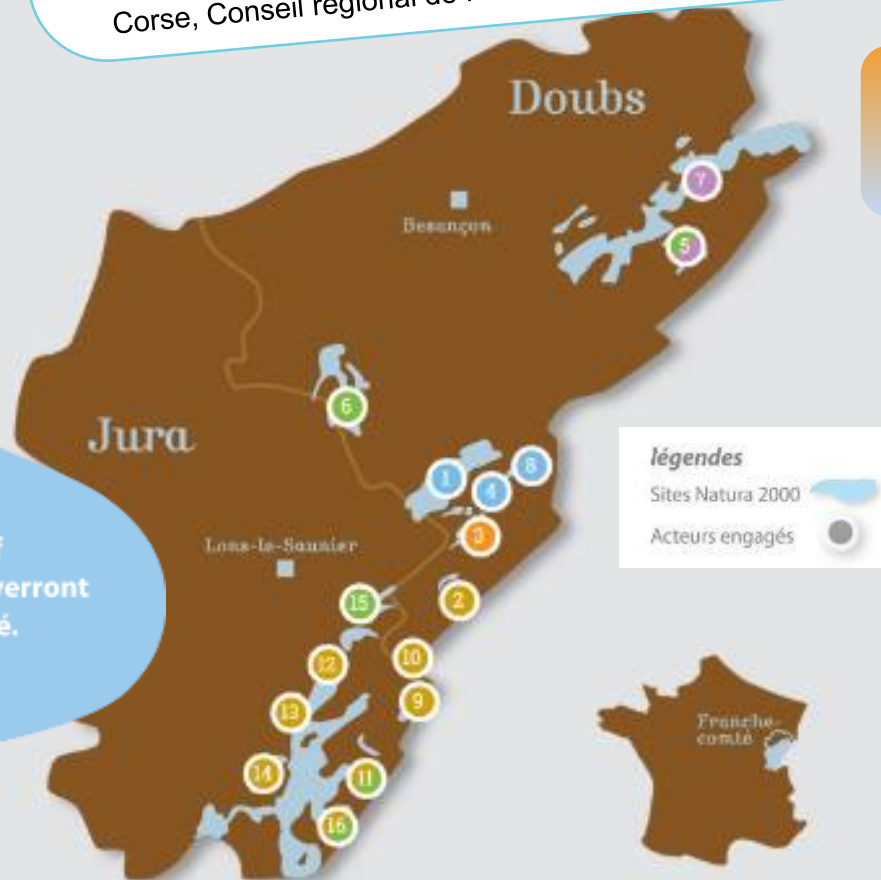 Corse, Conseil régional de
Doubs
7
Besançon
5
6
Jura
1
8
4
légendes
Sites Natura 2000
Acteurs engagés
3
Lons-le-Saunier
verront
é.
15
2
12
10
9
13
14
11
16
Franche-
comté